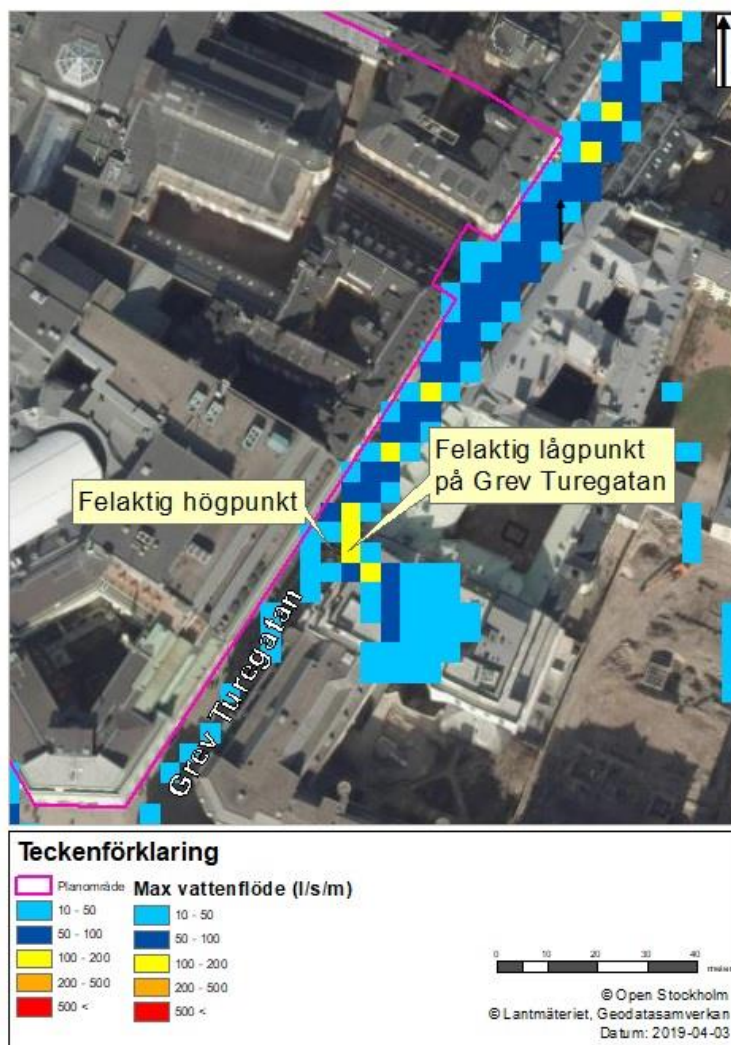 Felaktig lågpunkt
på Grev Turegatan
Felaktig högpunkt
Grev Turegatan
Teckenförklaring
Planområde
Max vattenflöde (l/s/m)
10 - 50
10 - 50
50 - 100
50 - 100
100 - 200
100 - 200
200 - 500
200 - 500
500 <
500 <
0 10 20 30 40
meter
© Open Stockholm
© Lantmäteriet, Geodatasamverkan
Datum: 2019-04-03